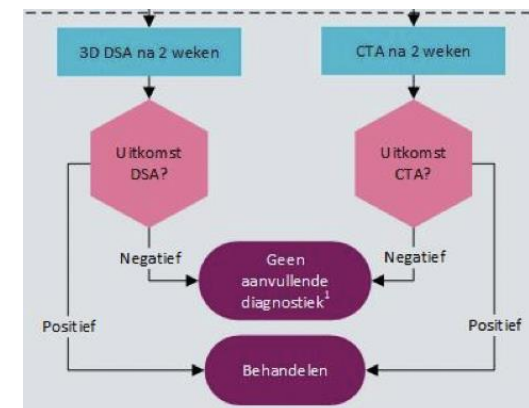 3D DSA na 2 weken
CTA na 2 weken
Uitkomst
DSA?
Uitkomst
CTA?
Negatief
Negatief
Geen
aanvullende
diagnostiek1
Positief
Positief
Behandelen